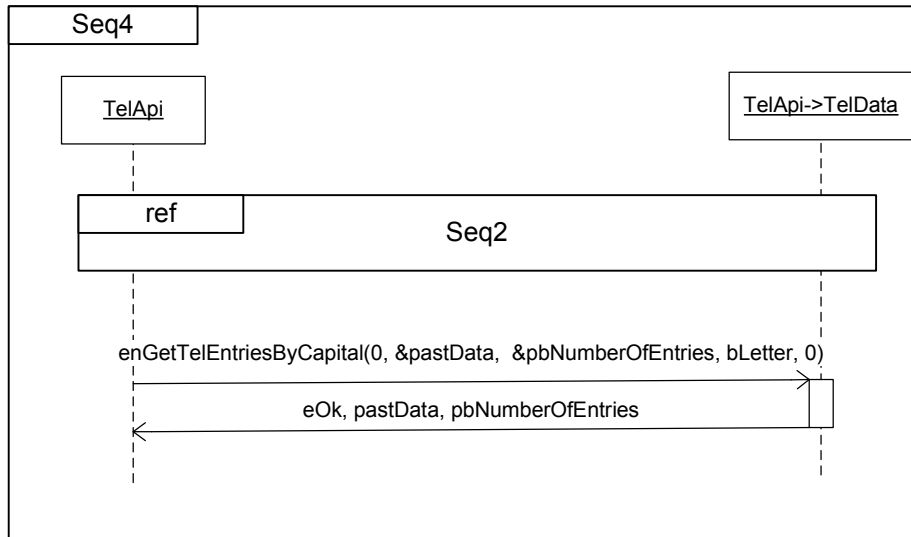 Seq4
TelApi
TelApi->TelData
ref
Seq2
enGetTelEntriesByCapital(0, &pastData, &pbNumberOfEntries, bLetter, 0)
eOk, pastData, pbNumberOfEntries